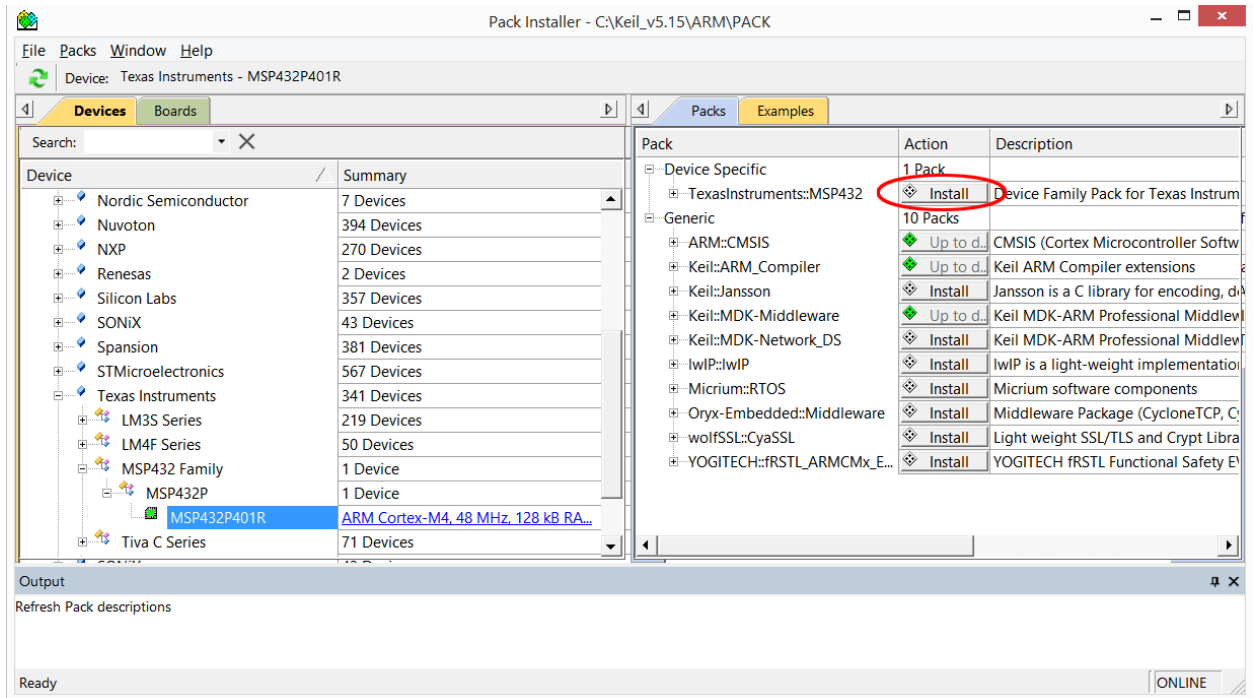 Pack Installer - C:\Keil_v5.15\ARM\PACK
File Packs Window Help
Device: Texas Instruments - MSP432P401R
Devices Boards
Search:
Device Summary
Nordic Semiconductor 7 Devices
Nuvoton 394 Devices
NXP 270 Devices
Renesas 2 Devices
Silicon Labs 357 Devices
SONiX 43 Devices
Spansion 381 Devices
STMicroelectronics 567 Devices
Texas Instruments 341 Devices
LM3S Series 219 Devices
LM4F Series 50 Devices
MSP432 Family 1 Device
MSP432P 1 Device
MSP432P401R ARM Cortex-M4, 48 MHz, 128 kB RA...
Tiva C Series 71 Devices
Packs Examples
Pack Action Description
Device Specific 1 Pack
TexasInstruments::MSP432 Install Device Family Pack for Texas Instrum
Generic 10 Packs
ARM::CMSIS Up to d... CMSIS (Cortex Microcontroller Softw
Keil::ARM_Compiler Up to d... Keil ARM Compiler extensions
Keil::Jansson Install Jansson is a C library for encoding, de
Keil::MDK-Middleware Up to d... Keil MDK-ARM Professional Middlew
Keil::MDK-Network_DS Install Keil MDK-ARM Professional Middlew
lwIP::lwIP Install lwIP is a light-weight implementation
Micrium::RTOS Install Micrium software components
Oryx-Embedded::Middleware Install Middleware Package (CycloneTCP, Cy
wolfSSL::CyaSSL Install Light weight SSL/TLS and Crypt Libra
YOGITECH::fRSTL_ARMCMx_E... Install YOGITECH fRSTL Functional Safety E
Output
Refresh Pack descriptions
Ready ONLINE